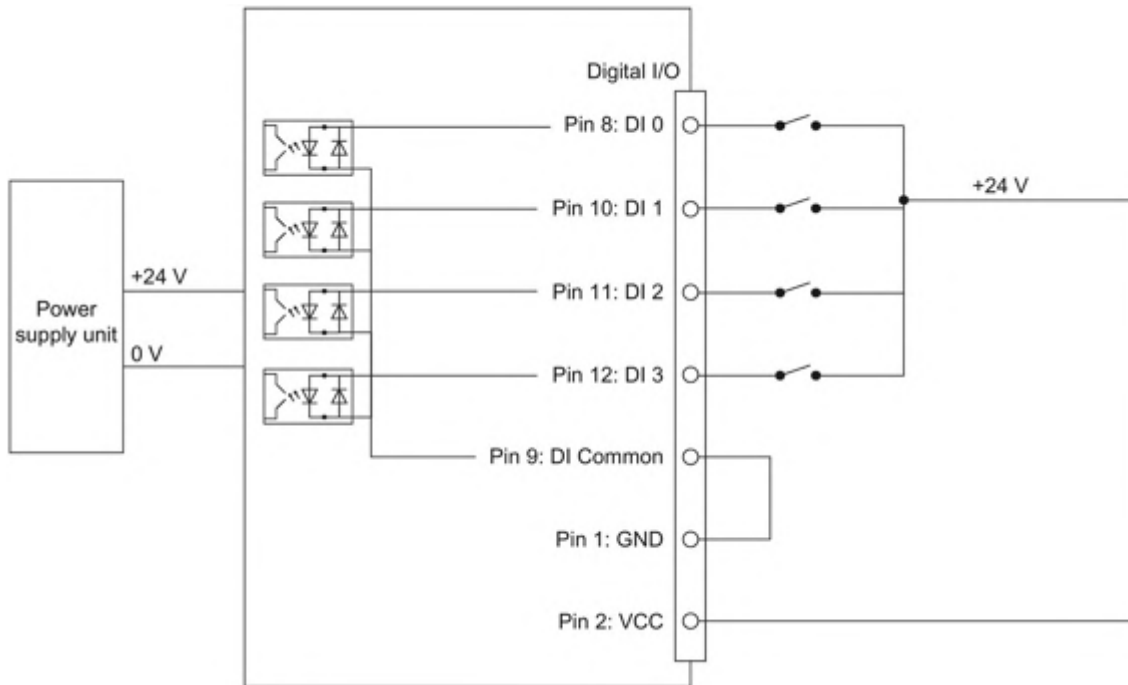 Digital I/O
Pin 8: DI 0
Pin 10: DI 1
+24 V
+24 V
Pin 11: DI 2
Power
supply unit
0 V
Pin 12: DI 3
Pin 9: DI Common
Pin 1: GND
Pin 2: VCC